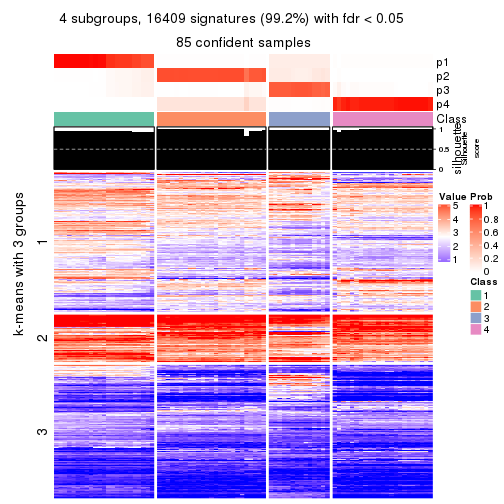 4 subgroups, 16409 signatures (99.2%) with fdr < 0.05
85 confident samples
p1
p2
p3
p4
Class
silhouette
1
0.5
0
Silhouette
score
k-means with 3 groups
1
2
3
Value
5
4
3
2
1
Prob
1
0.8
0.6
0.4
0.2
0
Class
1
2
3
4